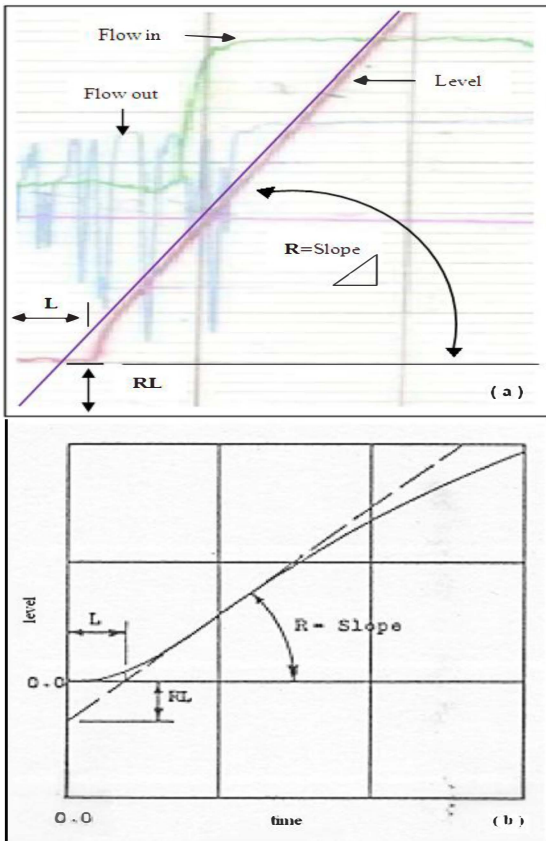 Flow in
Flow out
Level
R=Slope
L
RL
( a )
level
L
R= Slope
0.0
RL
0.0
time
( b )